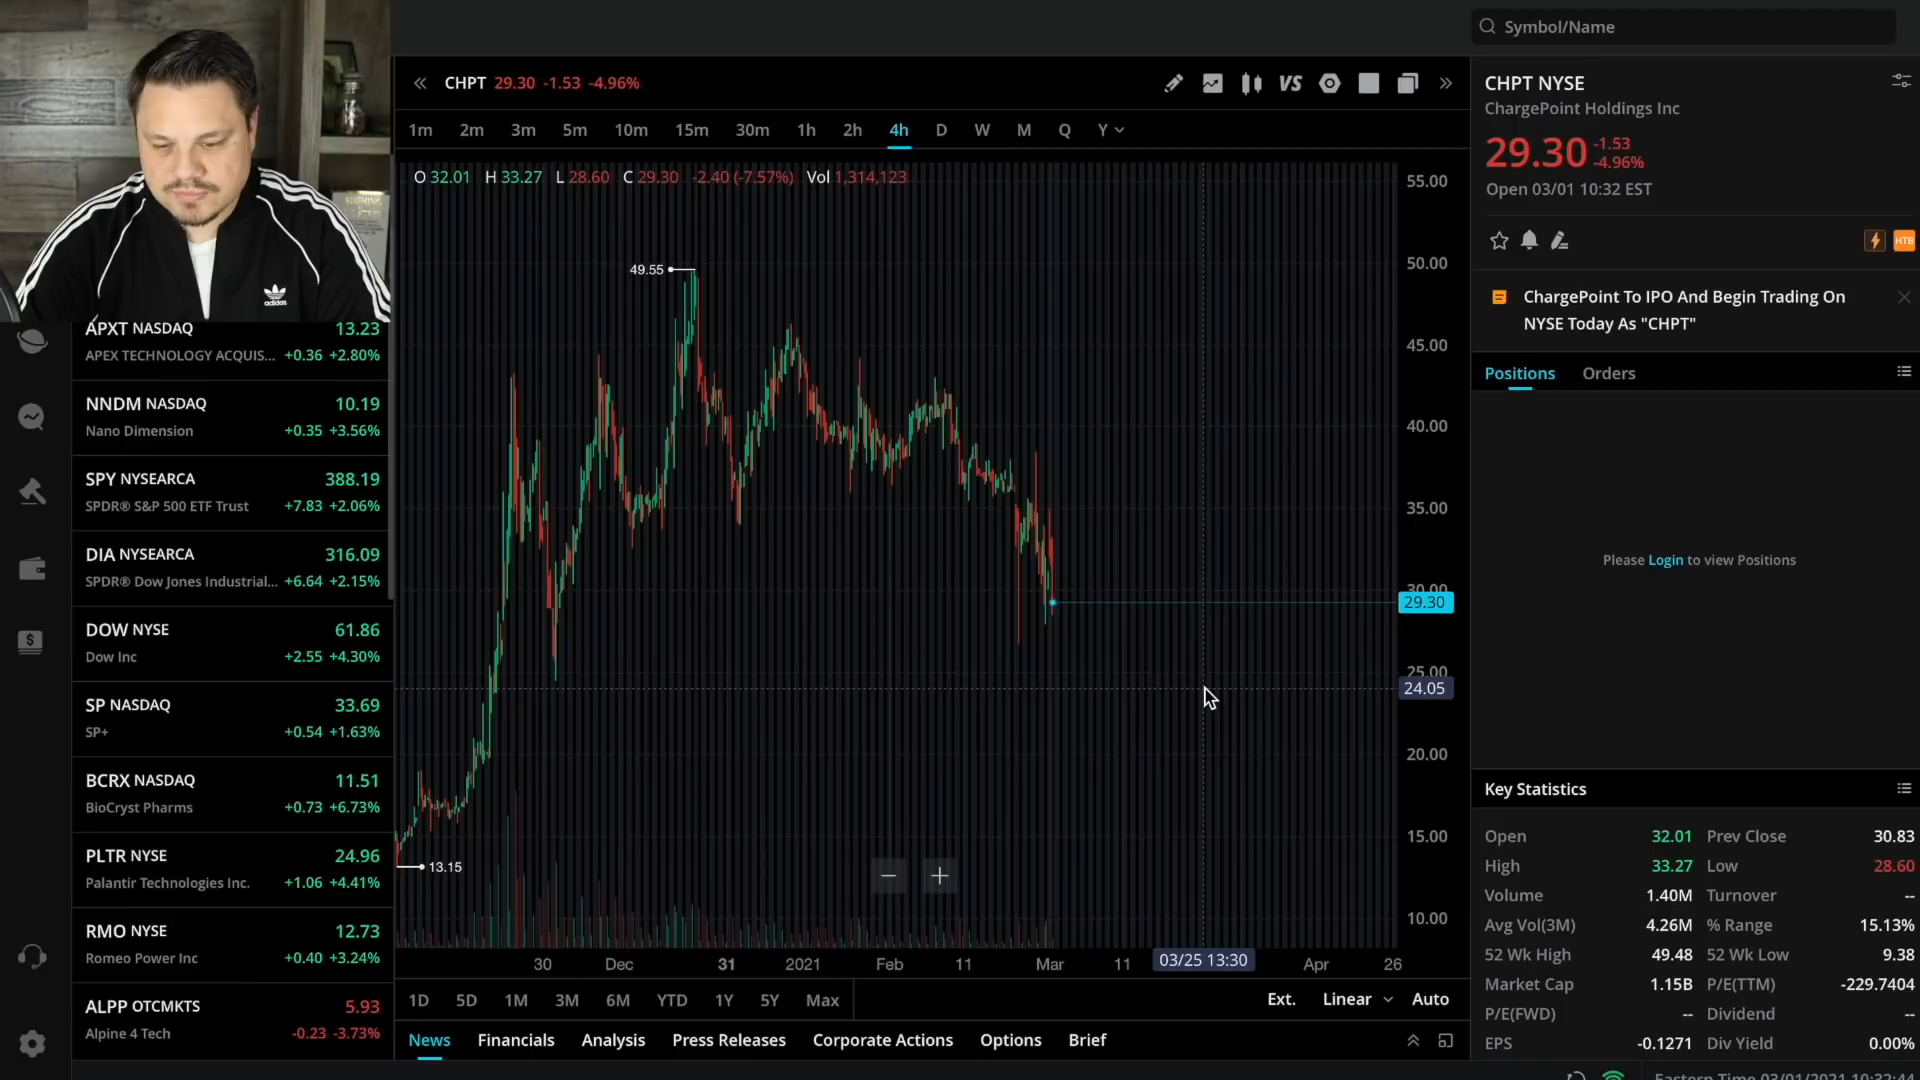 Symbol/Name
CHPT 29.30 -1.53 -4.96%
VS
1m 2m 3m 5m 10m 15m 30m 1h 2h 4h D W M Q Y
O 32.01 H 33.27 L 28.60 C 29.30 -2.40 (-7.57%) Vol 1,314,123
49.55
13.15
55.00
50.00
45.00
40.00
35.00
30.00
29.30
25.00
24.05
20.00
15.00
10.00
30 Dec 31 2021 Feb 11 Mar 11 03/25 13:30 Apr 26
1D 5D 1M 3M 6M YTD 1Y 5Y Max
Ext. Linear Auto
News Financials Analysis Press Releases Corporate Actions Options Brief
adidas
APXT NASDAQ 13.23
APEX TECHNOLOGY ACQUIS... +0.36 +2.80%
NNDM NASDAQ 10.19
Nano Dimension +0.35 +3.56%
SPY NYSEARCA 388.19
SPDR® S&P 500 ETF Trust +7.83 +2.06%
DIA NYSEARCA 316.09
SPDR® Dow Jones Industrial... +6.64 +2.15%
DOW NYSE 61.86
Dow Inc +2.55 +4.30%
SP NASDAQ 33.69
SP+ +0.54 +1.63%
BCRX NASDAQ 11.51
BioCryst Pharms +0.73 +6.73%
PLTR NYSE 24.96
Palantir Technologies Inc. +1.06 +4.41%
RMO NYSE 12.73
Romeo Power Inc +0.40 +3.24%
ALPP OTCMKTS 5.93
Alpine 4 Tech -0.23 -3.73%
CHPT NYSE
ChargePoint Holdings Inc
29.30 -1.53
-4.96%
Open 03/01 10:32 EST
HTB
ChargePoint To IPO And Begin Trading On
NYSE Today As "CHPT"
Positions Orders
Please Login to view Positions
Key Statistics
Open 32.01 Prev Close 30.83
High 33.27 Low 28.60
Volume 1.40M Turnover --
Avg Vol(3M) 4.26M % Range 15.13%
52 Wk High 49.48 52 Wk Low 9.38
Market Cap 1.15B P/E(TTM) -229.7404
P/E(FWD) -- Dividend --
EPS -0.1271 Div Yield 0.00%
Eastern Time 03/01/2021 10:32:44